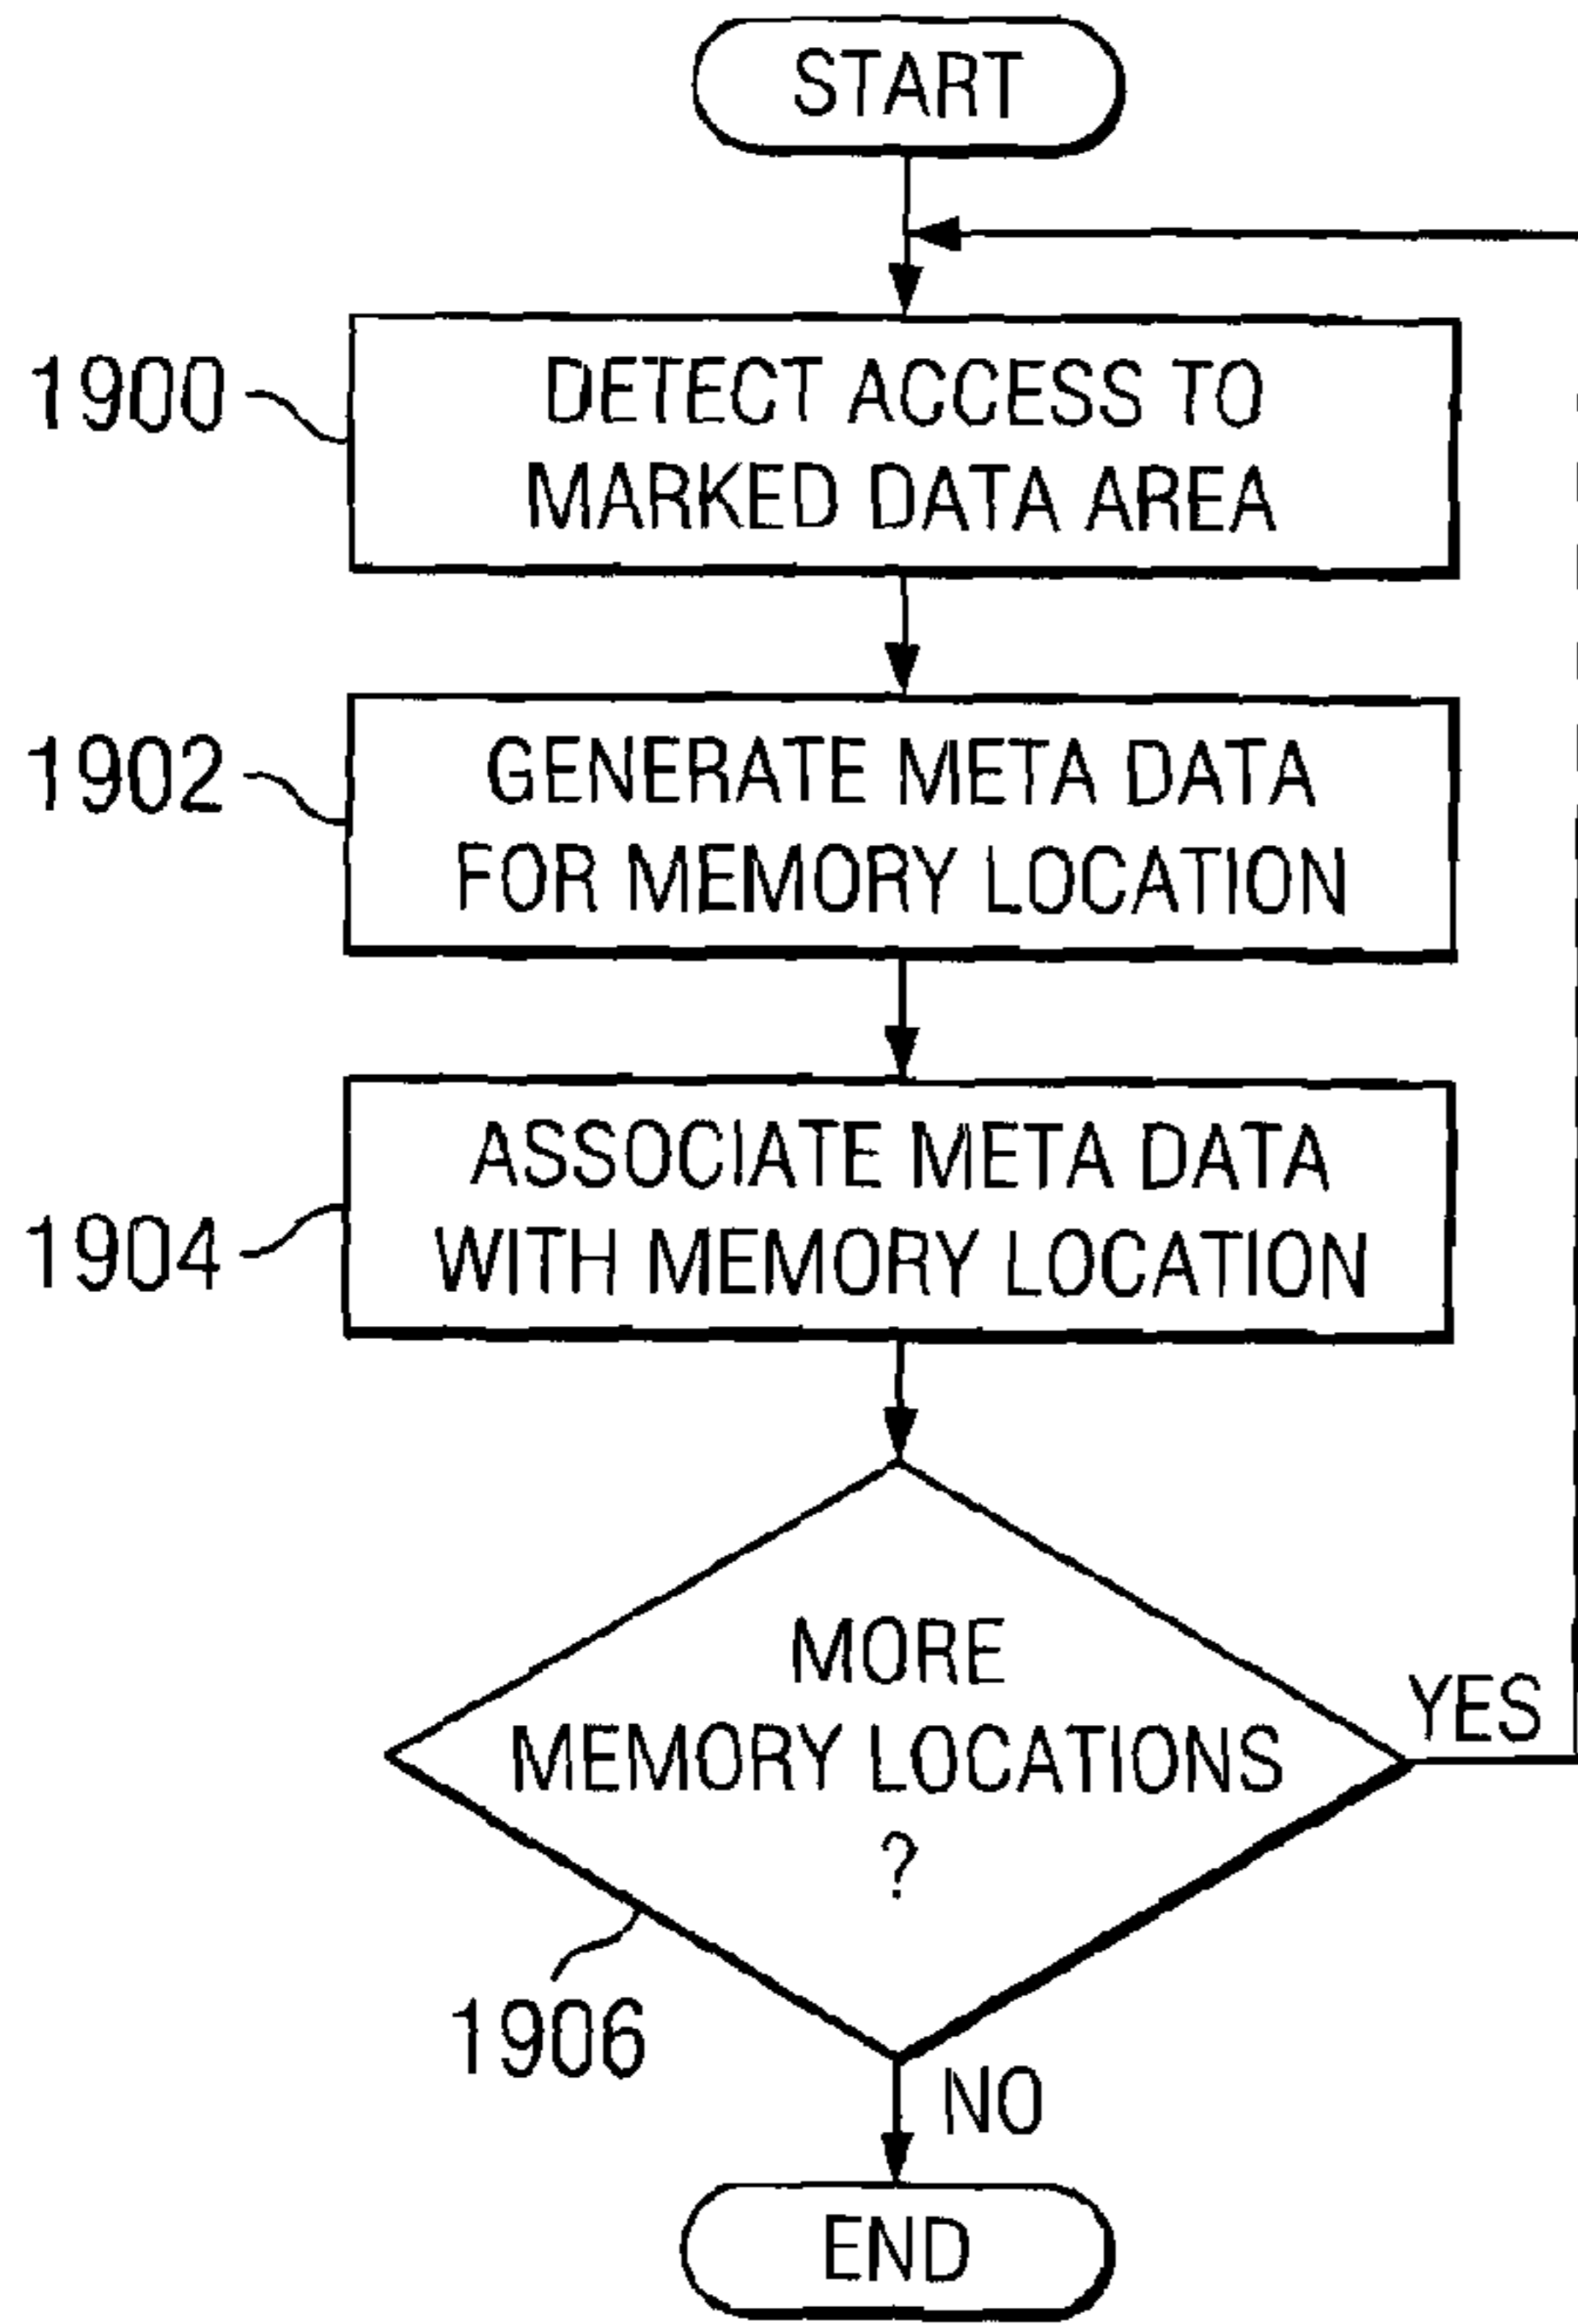 START
1900
DETECT ACCESS TO
MARKED DATA AREA
1902
GENERATE META DATA
FOR MEMORY LOCATION
1904
ASSOCIATE META DATA
WITH MEMORY LOCATION
MORE
MEMORY LOCATIONS
?
YES
1906
NO
END